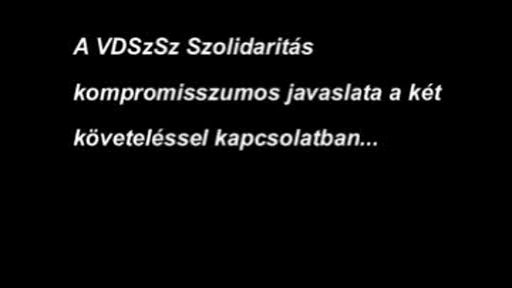 A VDSzSz Szolidaritás
kompromisszumos javaslata a két
követeléssel kapcsolatban...